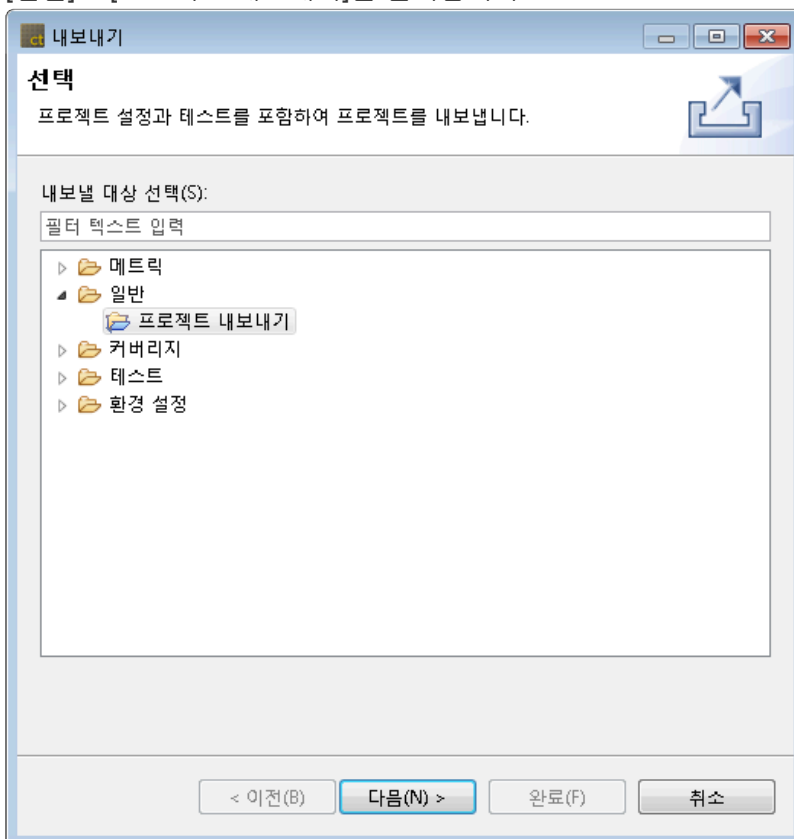 ct 내보내기
선택
프로젝트 설정과 테스트를 포함하여 프로젝트를 내보냅니다.
내보낼 대상 선택(S):
필터 텍스트 입력
메트릭
일반
프로젝트 내보내기
커버리지
테스트
환경 설정
< 이전(B) 다음(N) > 완료(F) 취소